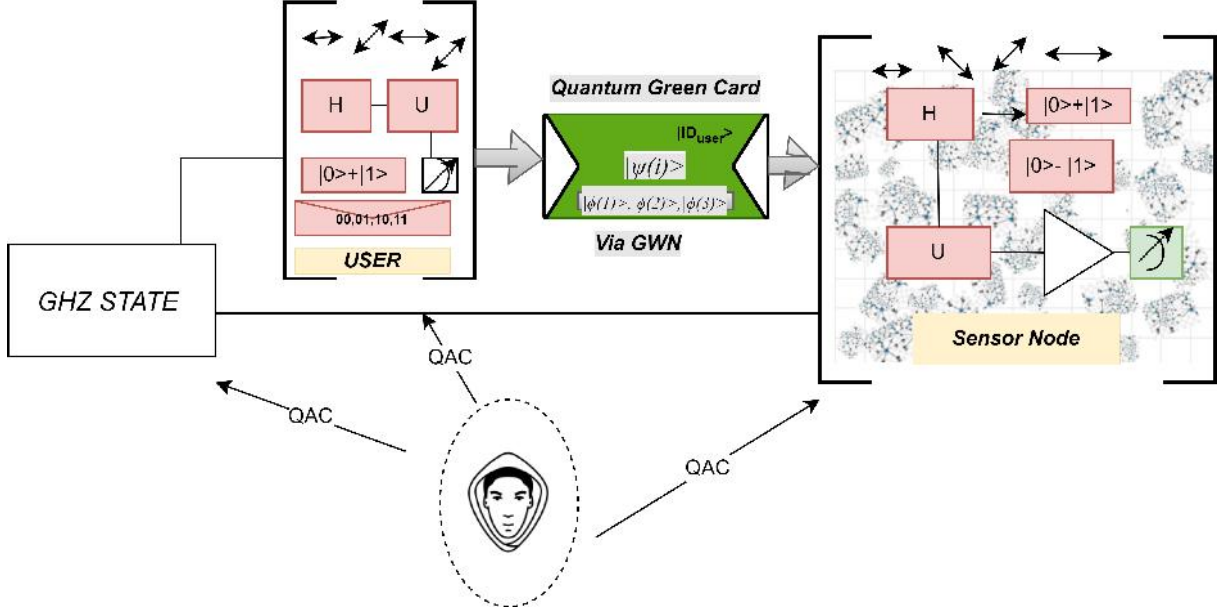 H
U
|0>+|1>
00,01,10,11
USER
GHZ STATE
Quantum Green Card
|ID_user>
|ψ(i)>
|ϕ(1)>, ϕ(2)>,|ϕ(3)>
Via GWN
H
|0>+|1>
|0>- |1>
U
Sensor Node
QAC
QAC
QAC